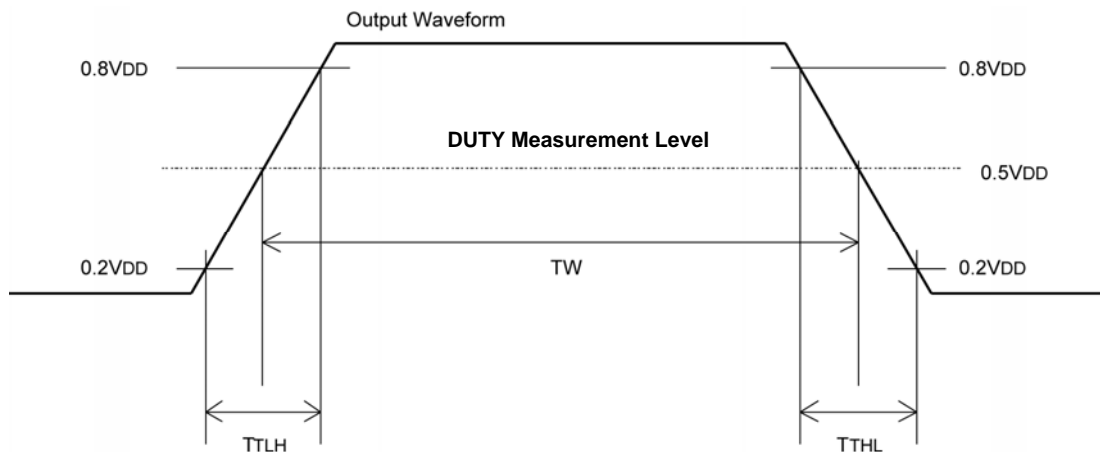 Output Waveform
0.8VDD
0.8VDD
DUTY Measurement Level
0.5VDD
TW
0.2VDD
0.2VDD
TTLH
TTHL